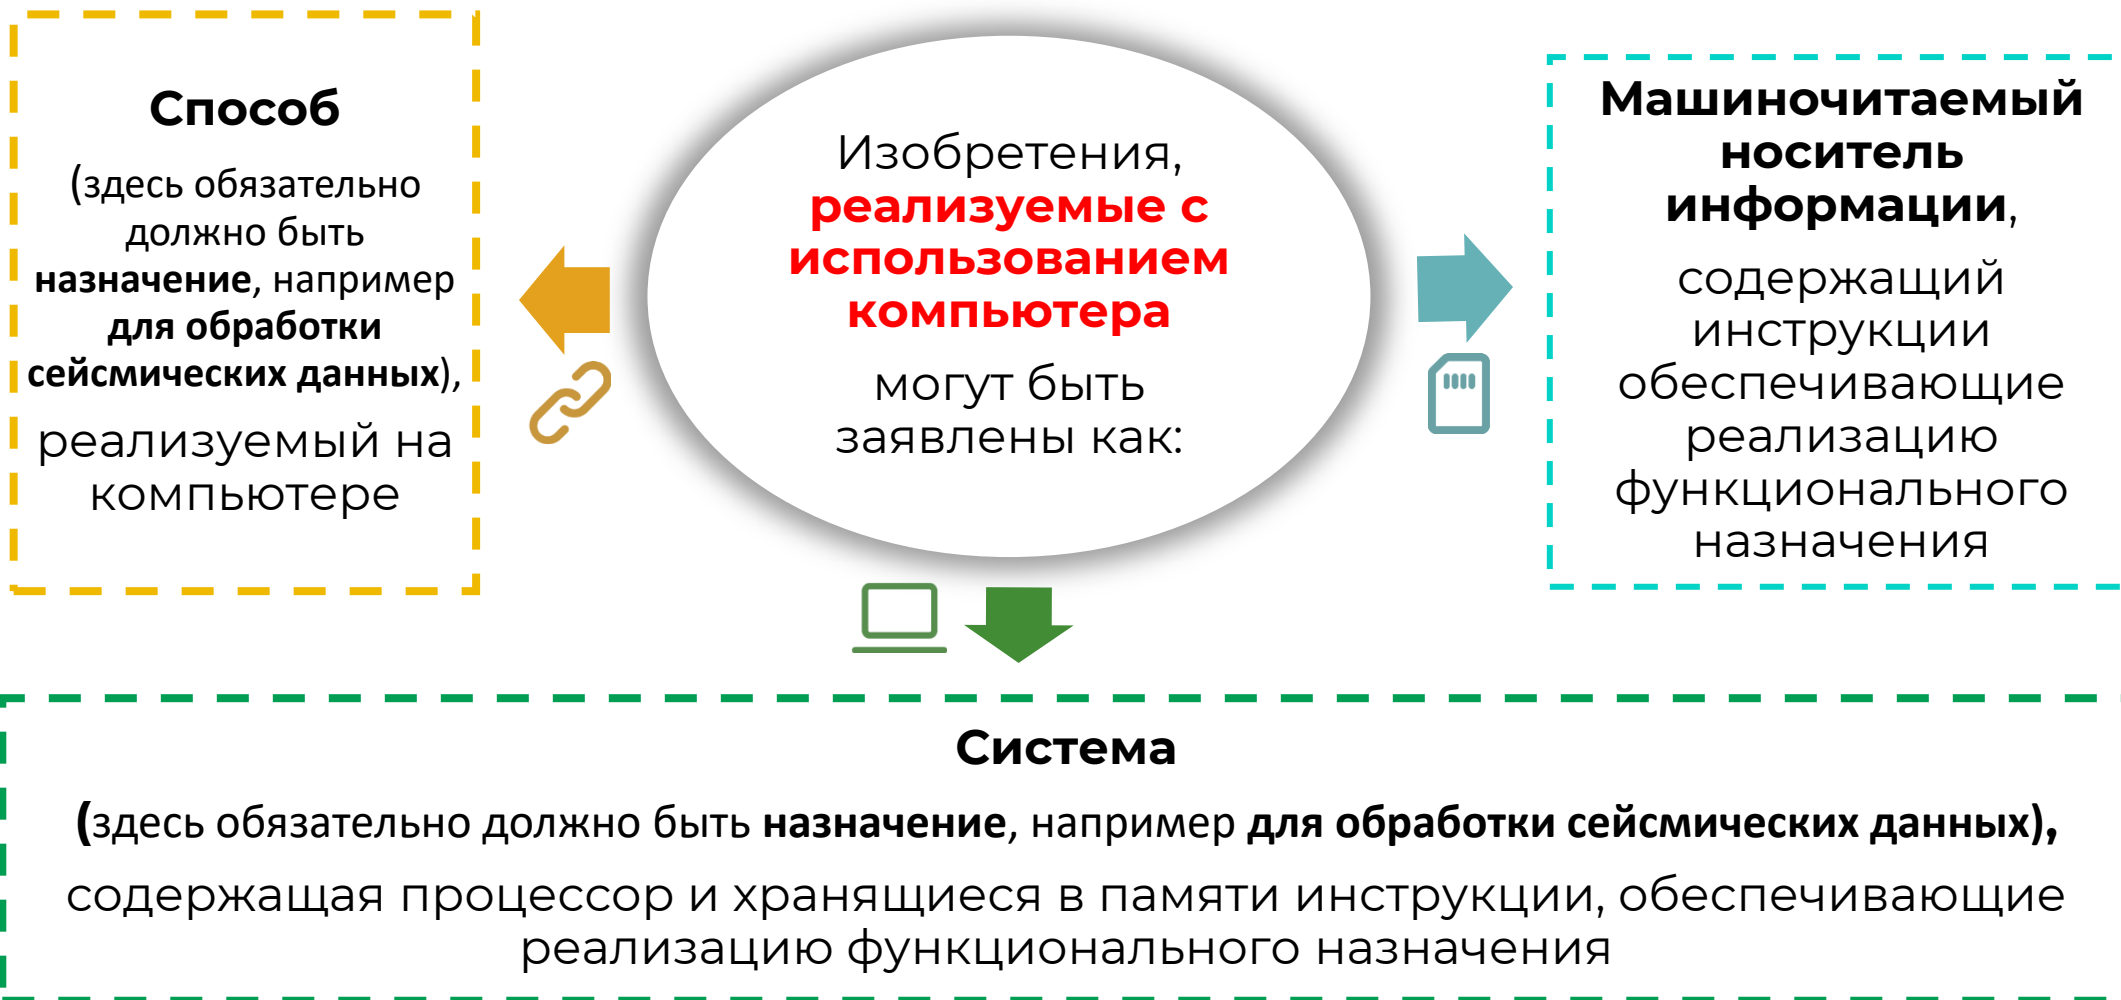 Способ
(здесь обязательно
должно быть
назначение, например
для обработки
сейсмических данных),
реализуемый на
компьютере
Изобретения,
реализуемые с
использованием
компьютера
могут быть
заявлены как:
Машиночитаемый
носитель
информации,
содержащий
инструкции
обеспечивающие
реализацию
функционального
назначения
Система
(здесь обязательно должно быть назначение, например для обработки сейсмических данных),
содержащая процессор и хранящиеся в памяти инструкции, обеспечивающие
реализацию функционального назначения